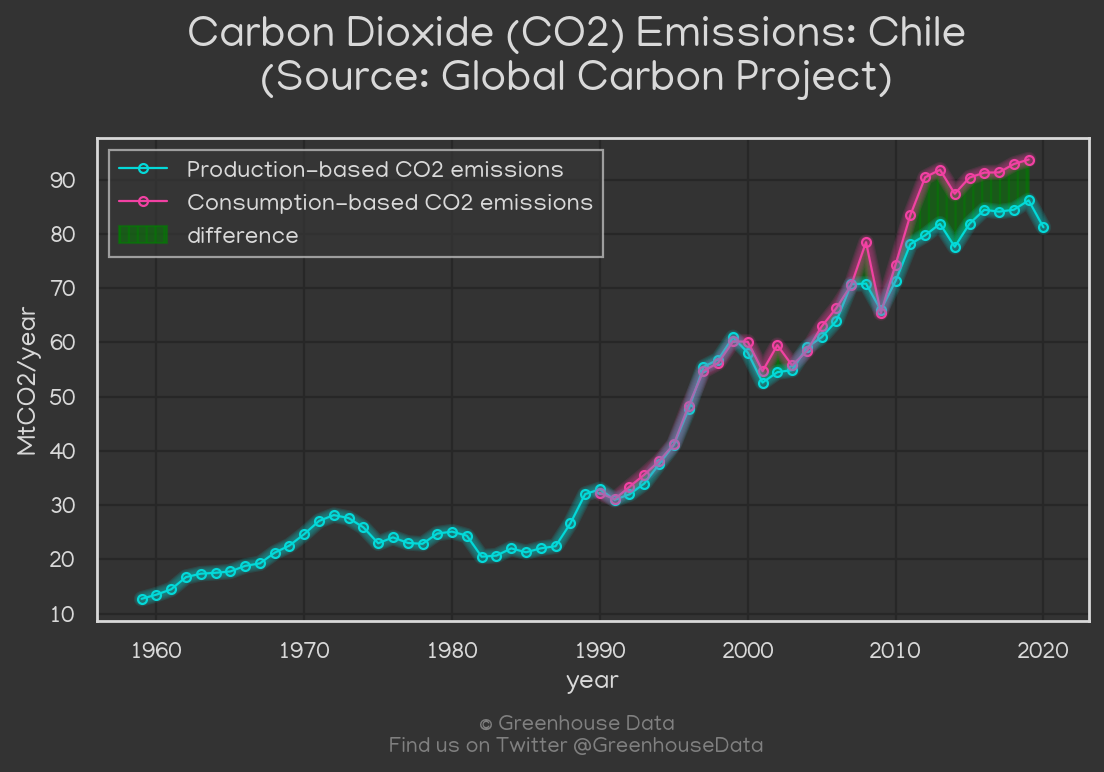 Carbon Dioxide (CO2) Emissions: Chile
(Source: Global Carbon Project)
Production-based CO2 emissions
Consumption-based CO2 emissions
difference
MtCO2/year
90
80
70
60
50
40
30
20
10
1960 1970 1980 1990 2000 2010 2020
year
© Greenhouse Data
Find us on Twitter @GreenhouseData